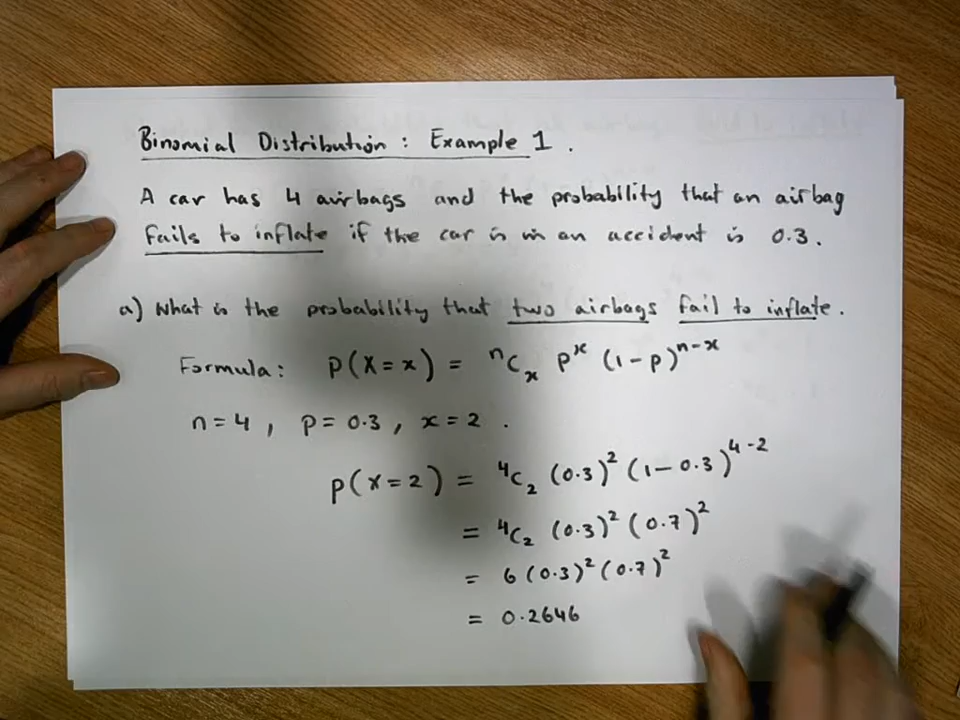 Binomial Distribution : Example 1 .
A car has 4 airbags and the probability that an airbag
fails to inflate if the car is in an accident is 0.3 .
a) What is the probability that two airbags fail to inflate .
Formula : P(X = x) = ⁿCₓ pˣ (1-p)ⁿ⁻ˣ
n = 4 , p = 0.3 , x = 2 .
P(X = 2) = ⁴C₂ (0.3)² (1 - 0.3)⁴⁻²
= ⁴C₂ (0.3)² (0.7)²
= 6 (0.3)² (0.7)²
= 0.2646